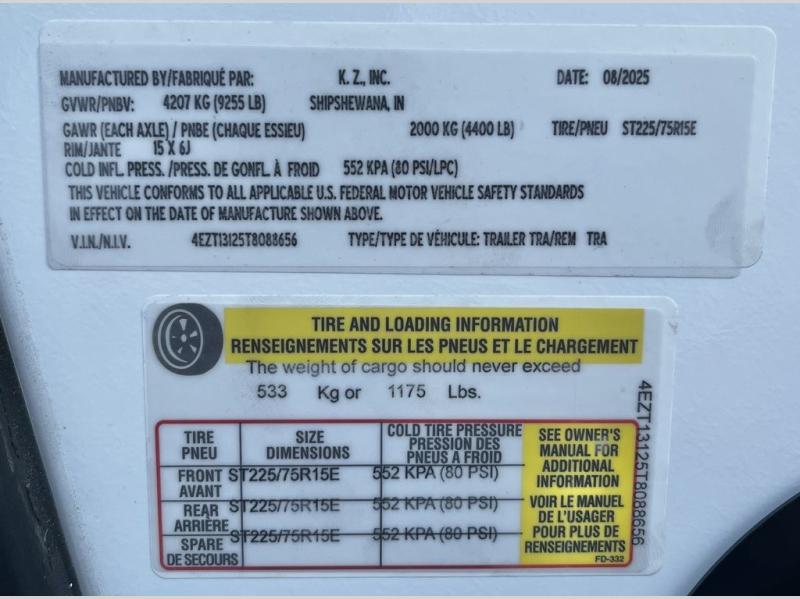 MANUFACTURED BY/FABRIQUÉ PAR: K. Z., INC. DATE: 08/2025
GVWR/PNBV: 4207 KG (9255 LB) SHIPSHEWANA, IN
GAWR (EACH AXLE) / PNBE (CHAQUE ESSIEU) 2000 KG (4400 LB) TIRE/PNEU ST225/75R15E
RIM/JANTE 15 X 6J
COLD INFL. PRESS. /PRESS. DE GONFL. À FROID 552 KPA (80 PSI/LPC)
THIS VEHICLE CONFORMS TO ALL APPLICABLE U.S. FEDERAL MOTOR VEHICLE SAFETY STANDARDS
IN EFFECT ON THE DATE OF MANUFACTURE SHOWN ABOVE.
V.I.N./N.I.V. 4EZT13125T8088656 TYPE/TYPE DE VÉHICULE: TRAILER TRA/REM TRA
TIRE AND LOADING INFORMATION
RENSEIGNEMENTS SUR LES PNEUS ET LE CHARGEMENT
The weight of cargo should never exceed
533 Kg or 1175 Lbs.
TIRE
PNEU
SIZE
DIMENSIONS
COLD TIRE PRESSURE
PRESSION DES
PNEUS A FROID
FRONT
AVANT
ST225/75R15E 552 KPA (80 PSI)
REAR
ARRIÈRE
ST225/75R15E 552 KPA (80 PSI)
SPARE
DE SECOURS
ST225/75R15E 552 KPA (80 PSI)
SEE OWNER'S
MANUAL FOR
ADDITIONAL
INFORMATION
VOIR LE MANUEL
DE L'USAGER
POUR PLUS DE
RENSEIGNEMENTS
FD-332
4EZT13125T8088656